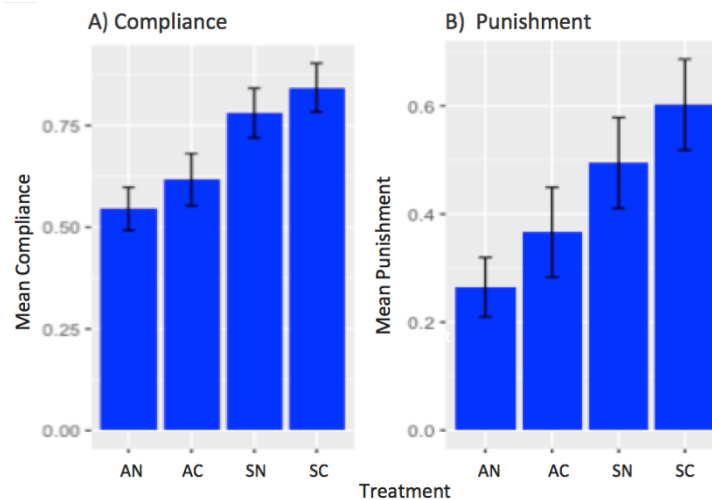 A) Compliance
Mean Compliance
0.75
0.50
0.25
0.00
AN AC SN SC
B) Punishment
Mean Punishment
0.6
0.4
0.2
0.0
AN AC SN SC
Treatment